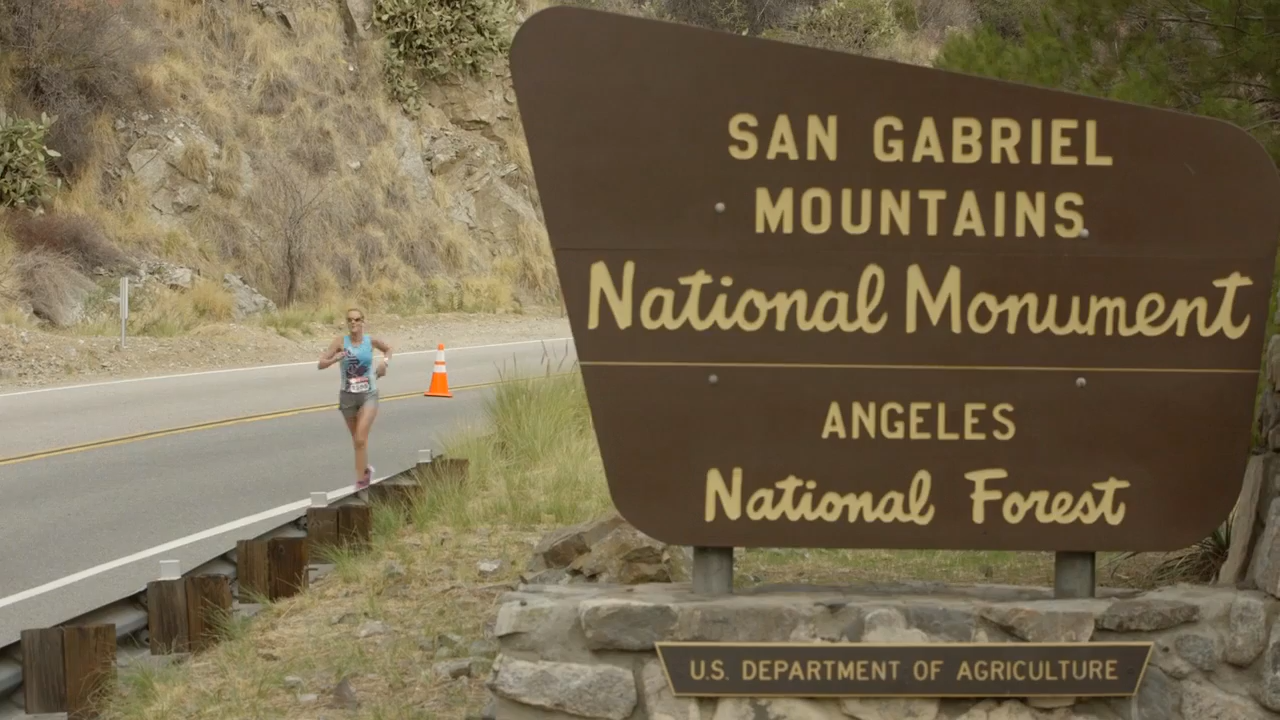 SAN GABRIEL
MOUNTAINS
National Monument
ANGELES
National Forest
U.S. DEPARTMENT OF AGRICULTURE